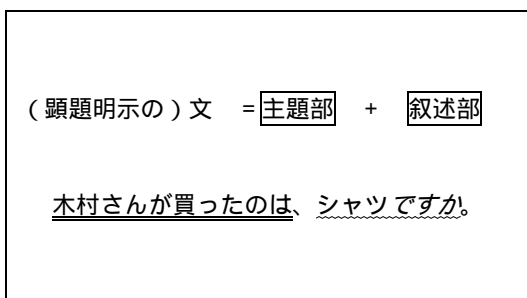 (顕題明示の)文 =主題部 + 叙述部
木村さんが買ったのは、シャツですか。